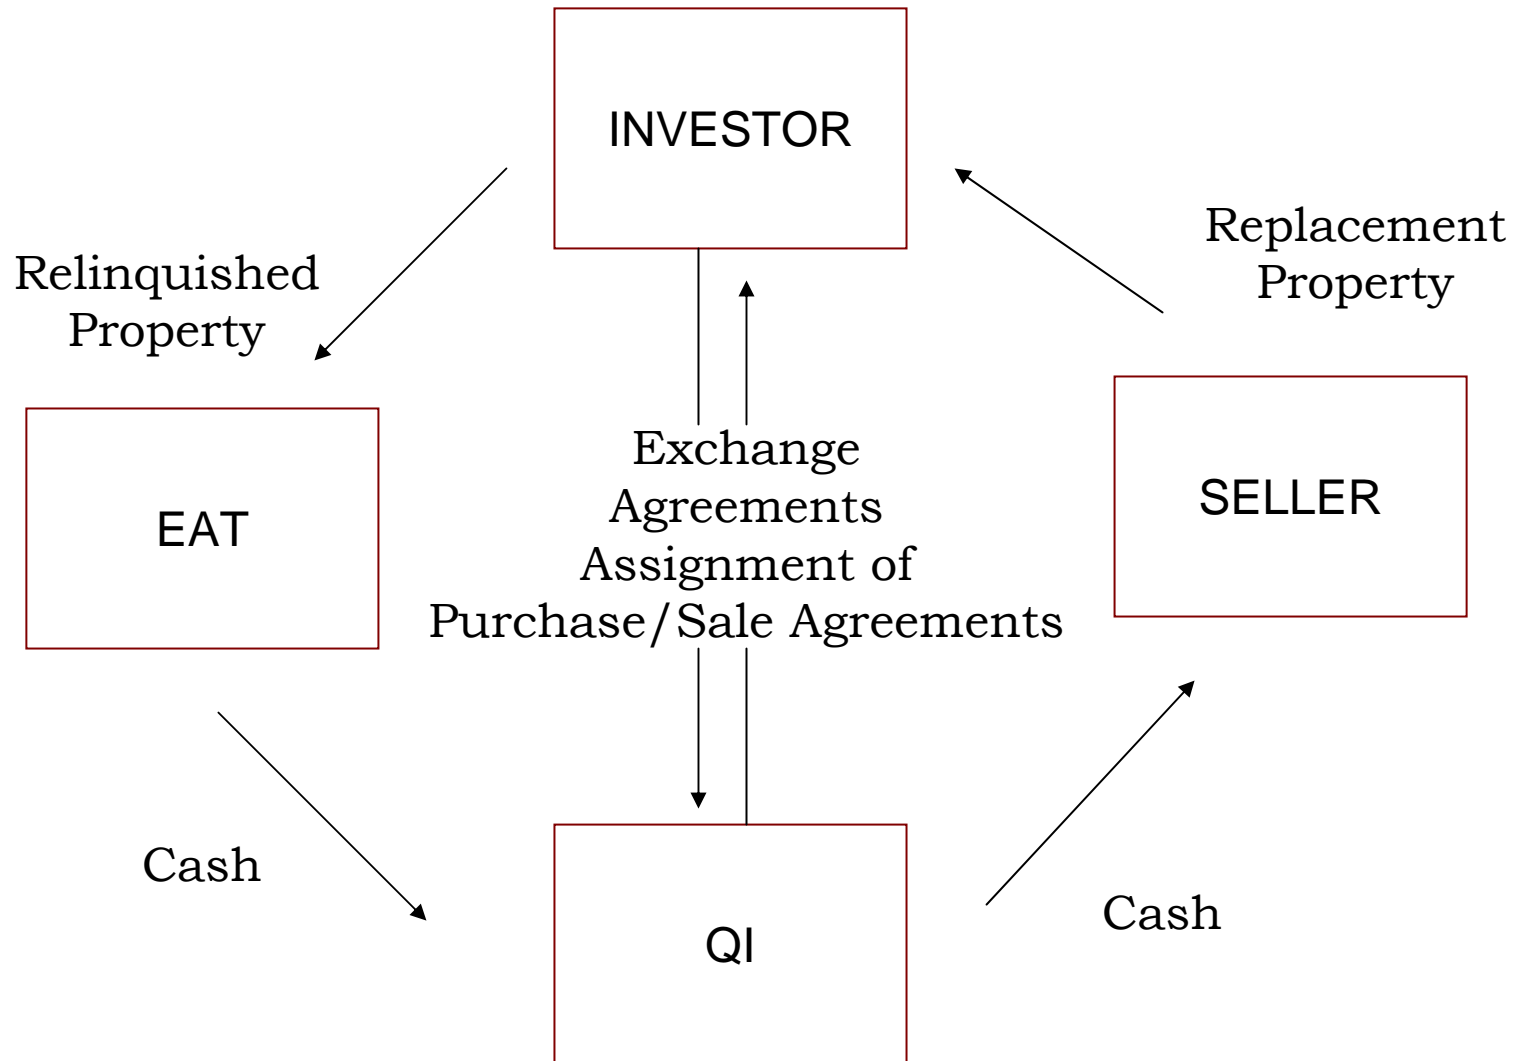 INVESTOR
Replacement
Property
Relinquished
Property
Exchange
Agreements
Assignment of
Purchase/Sale Agreements
EAT
SELLER
Cash
Cash
QI